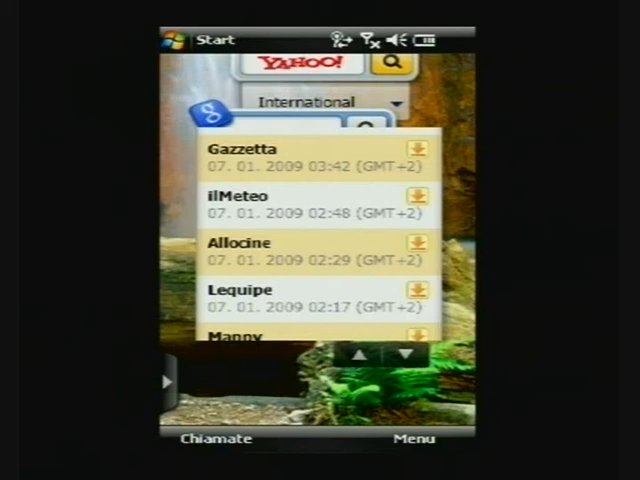 Start
YAHOO!
International
g
Gazzetta
07. 01. 2009 03:42 (GMT+2)
ilMeteo
07. 01. 2009 02:48 (GMT+2)
Allocine
07. 01. 2009 02:29 (GMT+2)
Lequipe
07. 01. 2009 02:17 (GMT+2)
Manny
Chiamate Menu